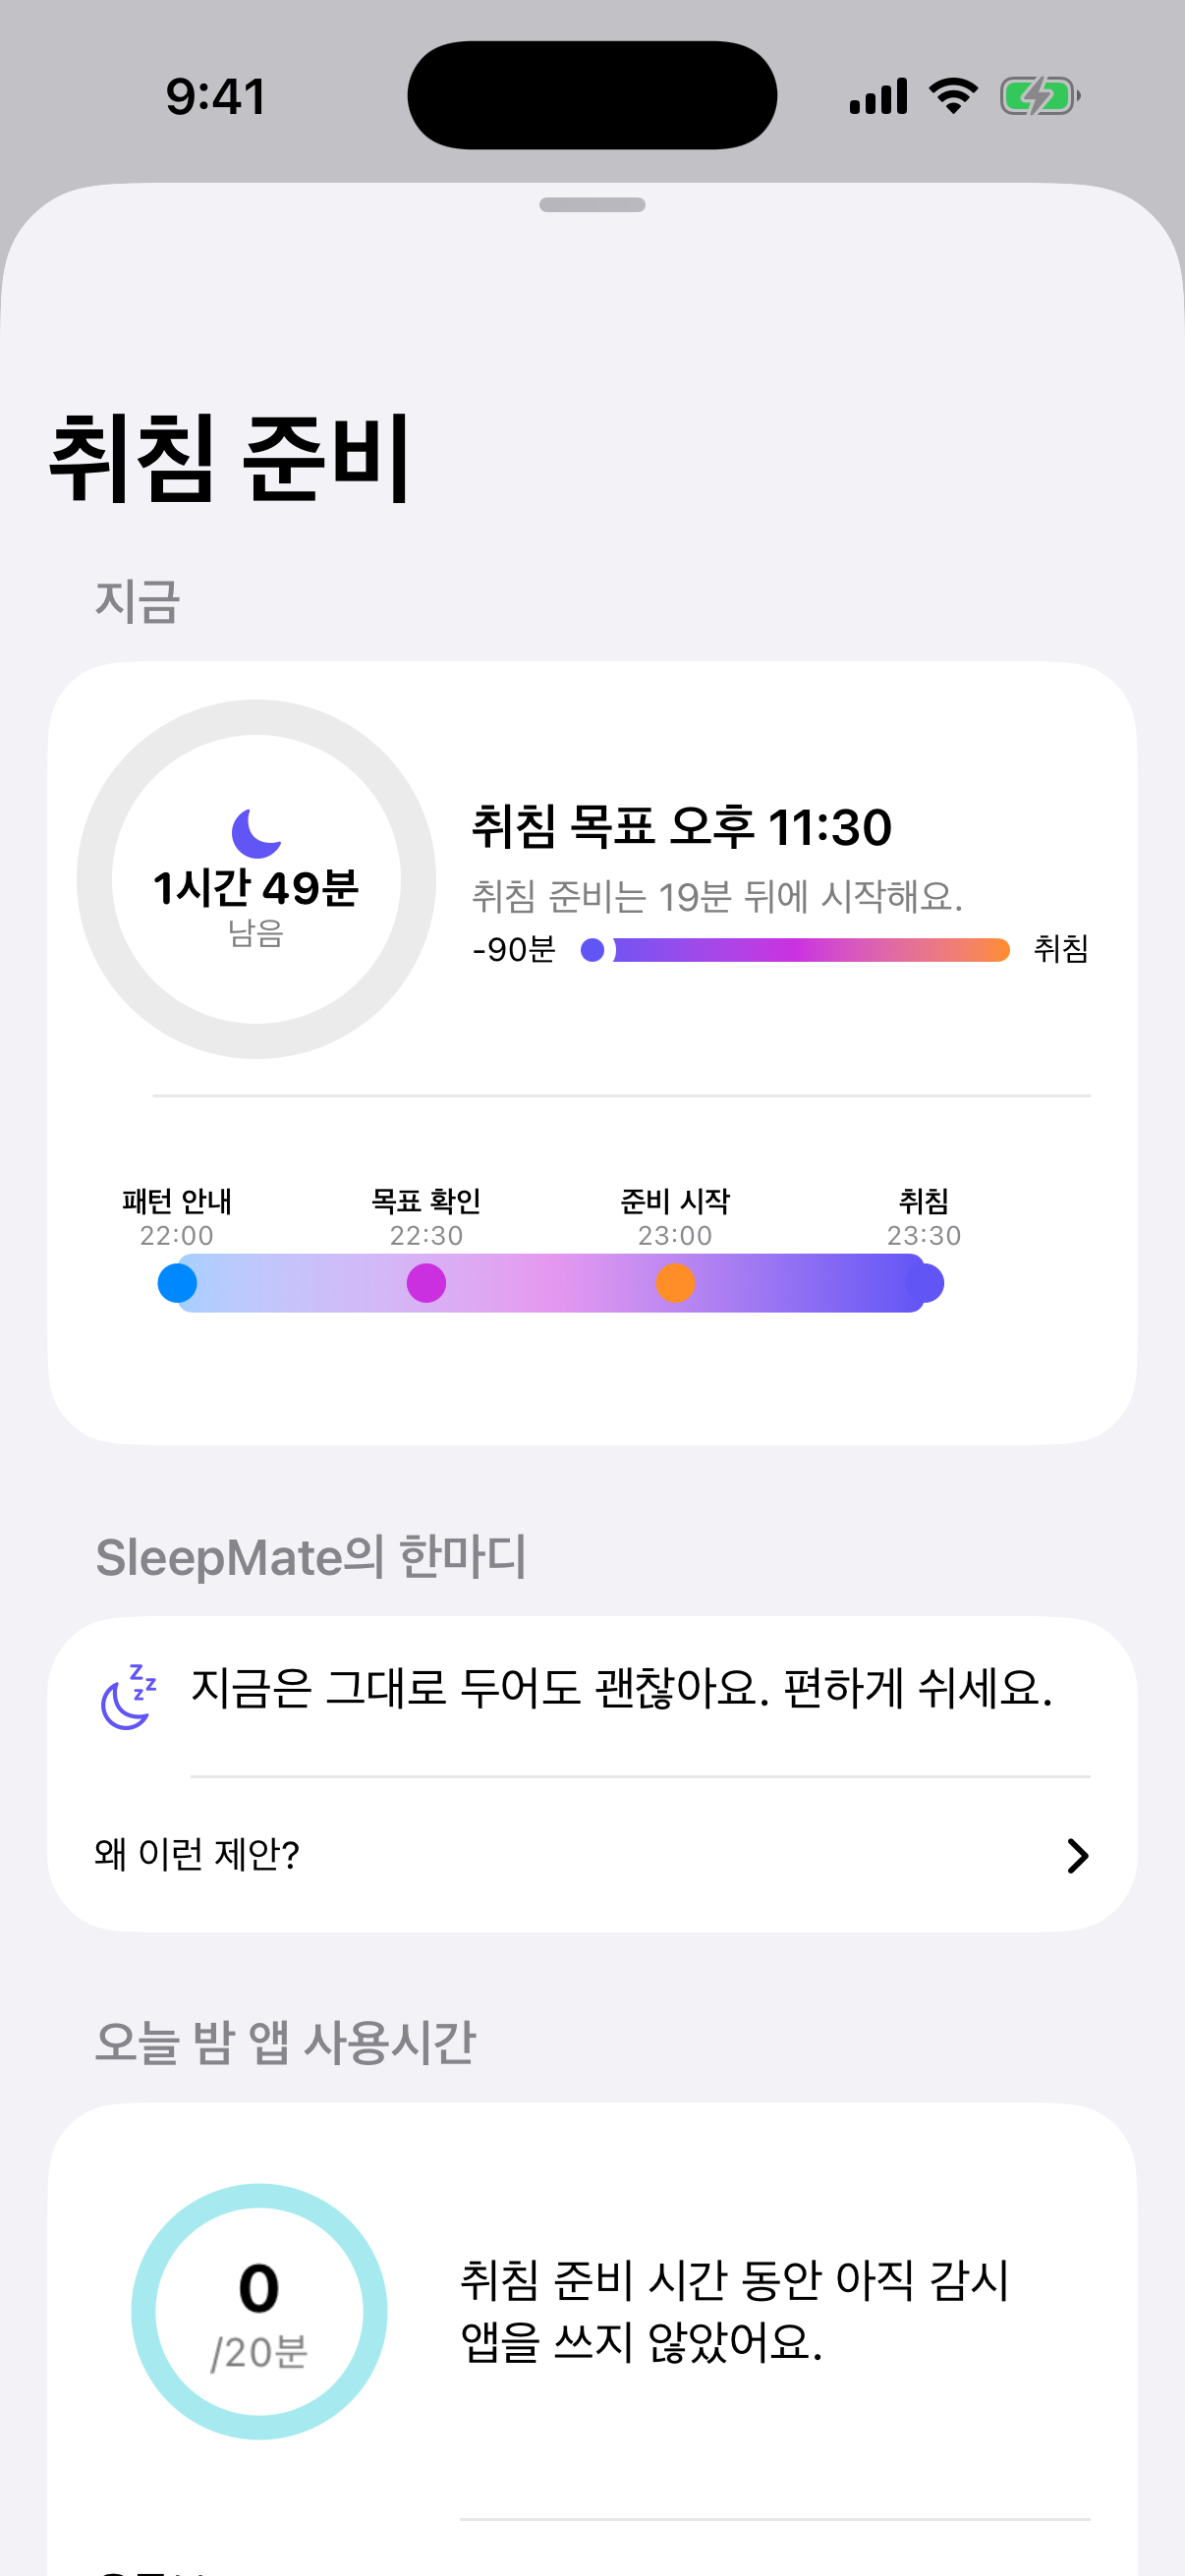 9:41
취침 준비
지금
1시간 49분
남음
취침 목표 오후 11:30
취침 준비는 19분 뒤에 시작해요.
-90분
취침
패턴 안내
22:00
목표 확인
22:30
준비 시작
23:00
취침
23:30
SleepMate의 한마디
지금은 그대로 두어도 괜찮아요. 편하게 쉬세요.
왜 이런 제안?
오늘 밤 앱 사용시간
0
/20분
취침 준비 시간 동안 아직 감시
앱을 쓰지 않았어요.